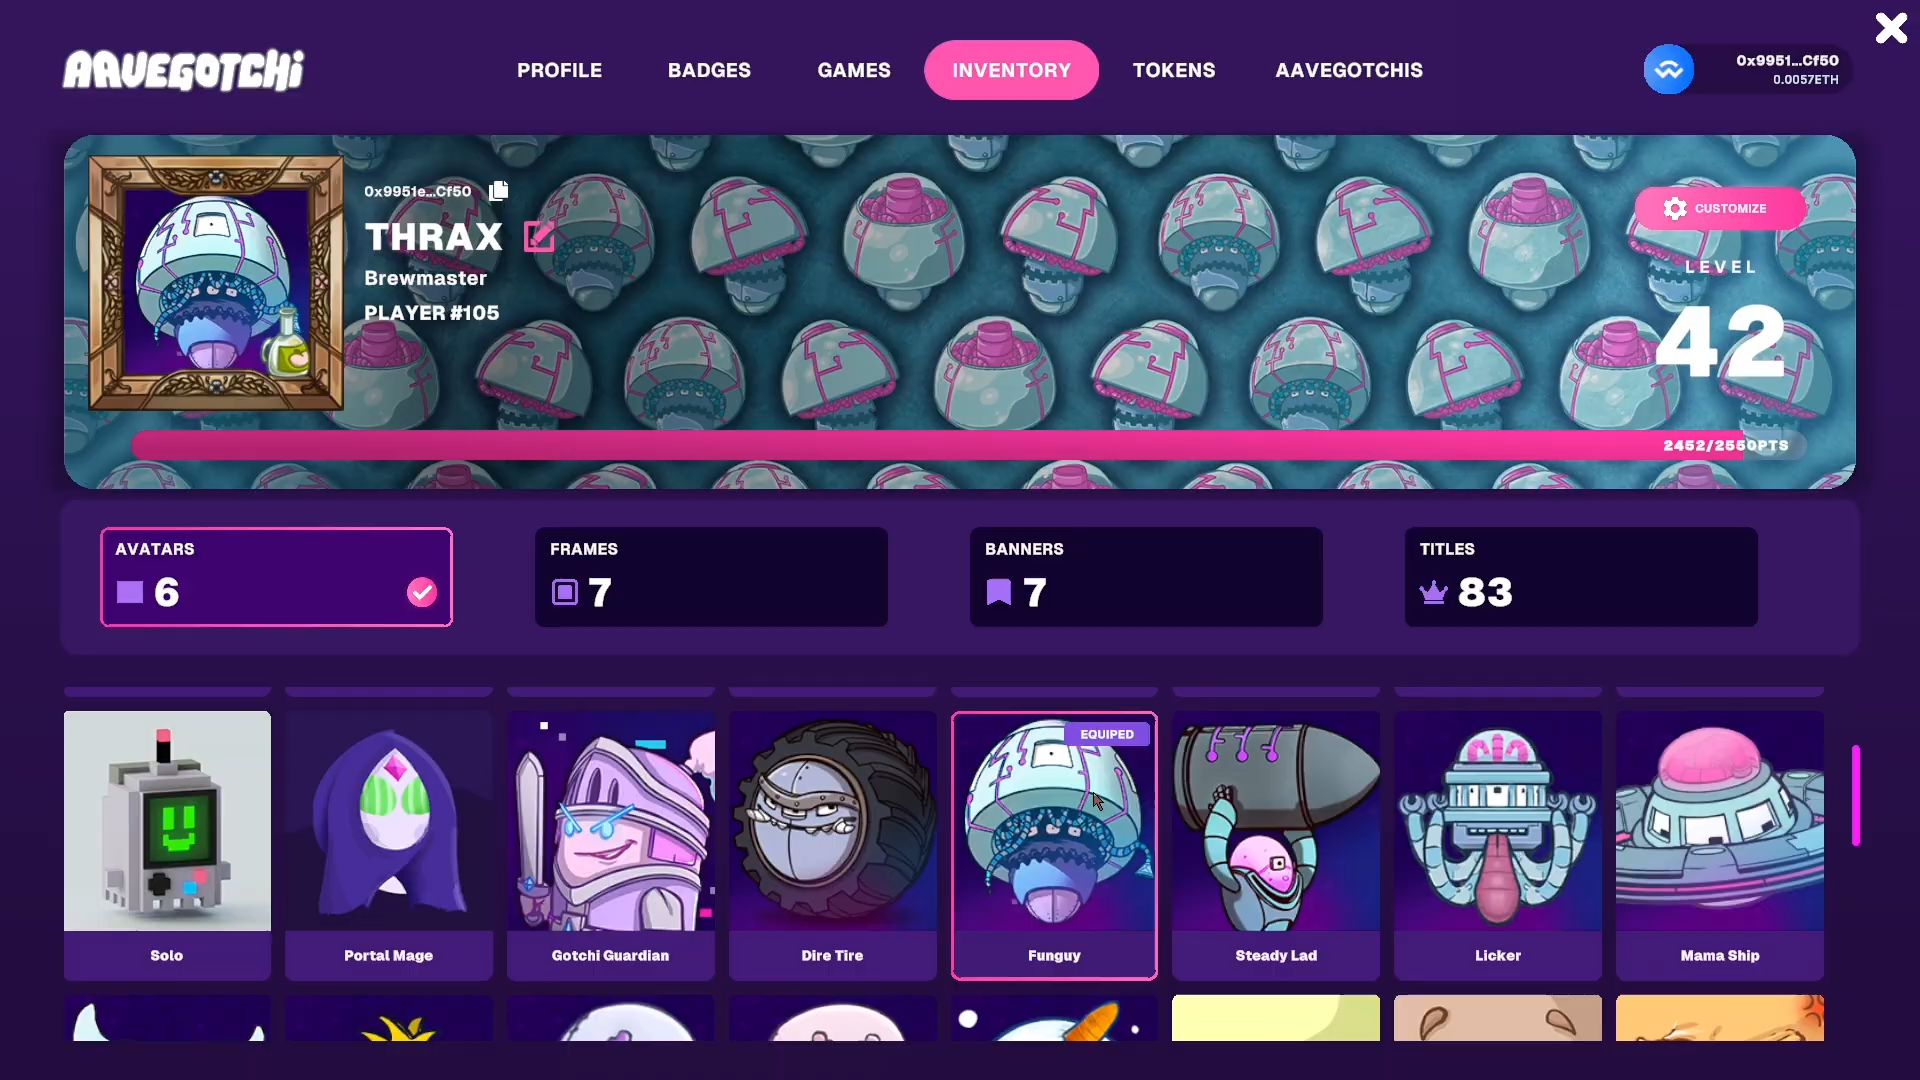 AAVEGOTCHi
PROFILE
BADGES
GAMES
INVENTORY
TOKENS
AAVEGOTCHIS
0x9951...Cf50
0.0057ETH
0x9951e...Cf50
THRAX
Brewmaster
PLAYER #105
CUSTOMIZE
LEVEL
42
2452/2550PTS
AVATARS
6
FRAMES
7
BANNERS
7
TITLES
83
EQUIPED
Solo
Portal Mage
Gotchi Guardian
Dire Tire
Funguy
Steady Lad
Licker
Mama Ship